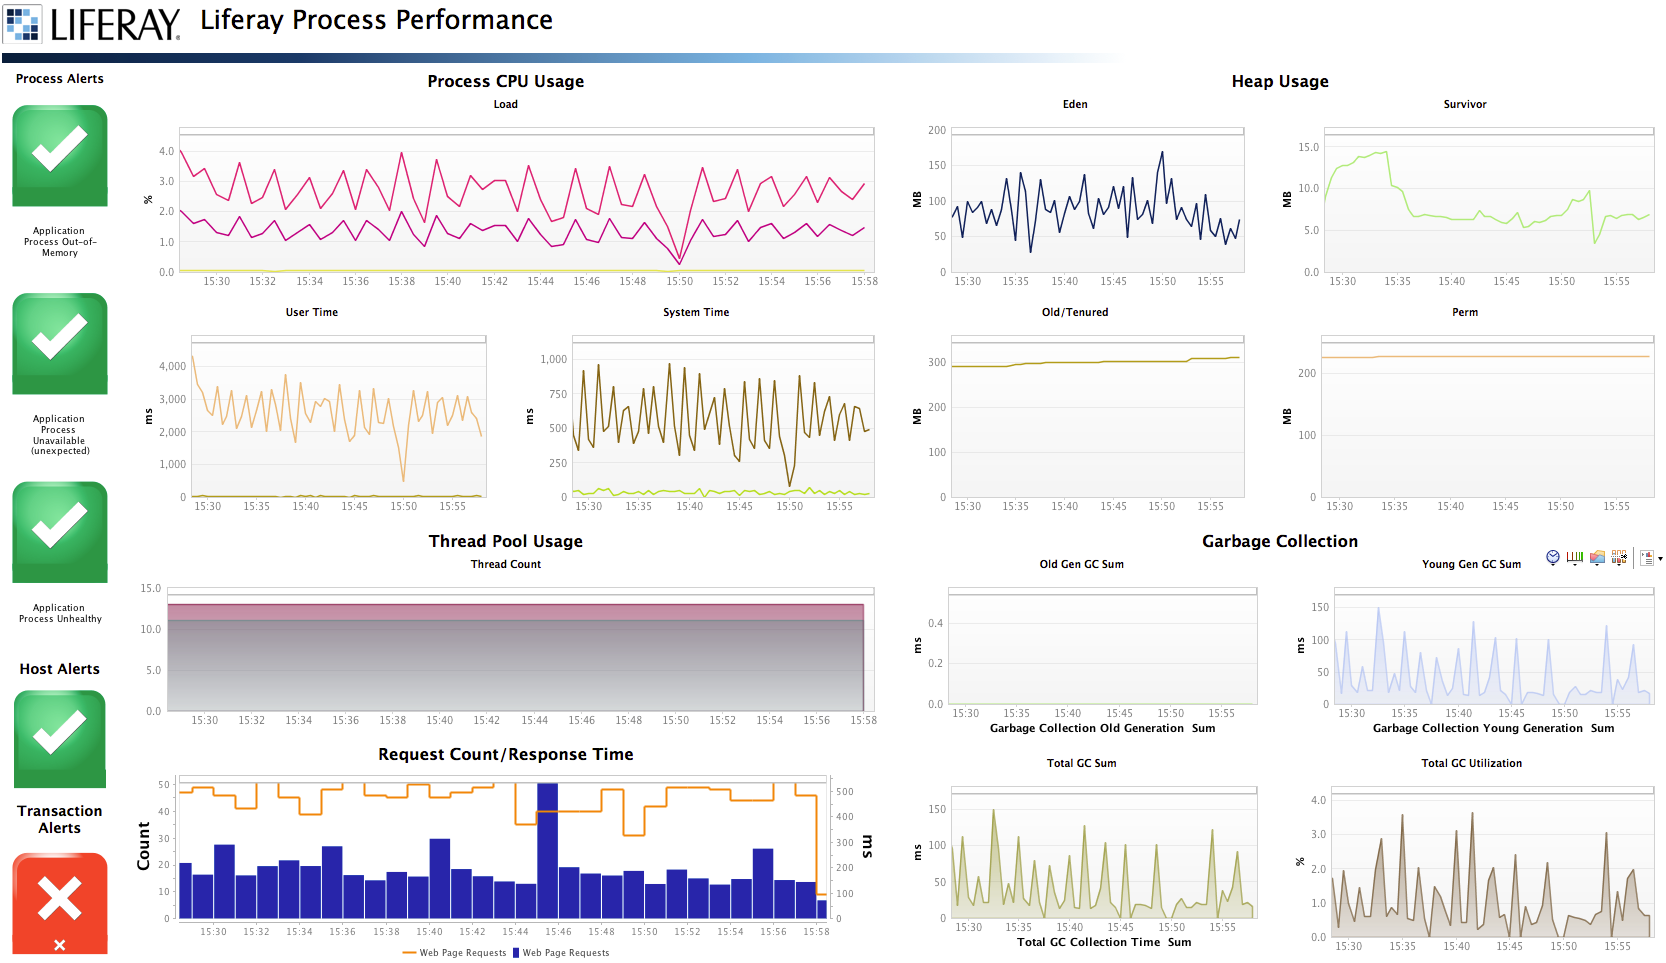 LIFERAY.
Liferay Process Performance
Process Alerts
Application
Process Out-of-
Memory
Application
Process
Unavailable
(unexpected)
Application
Process Unhealthy
Host Alerts
Transaction
Alerts
Process CPU Usage
Load
%
4.0
3.0
2.0
1.0
0.0
15:30 15:32 15:34 15:36 15:38 15:40 15:42 15:44 15:46 15:48 15:50 15:52 15:54 15:56 15:58
User Time
ms
4,000
3,000
2,000
1,000
0
15:30 15:35 15:40 15:45 15:50 15:55
System Time
ms
1,000
750
500
250
0
15:30 15:35 15:40 15:45 15:50 15:55
Heap Usage
Eden
MB
200
150
100
50
0
15:30 15:35 15:40 15:45 15:50 15:55
Survivor
MB
15.0
10.0
5.0
0.0
15:30 15:35 15:40 15:45 15:50 15:55
Old/Tenured
MB
300
200
100
0
15:30 15:35 15:40 15:45 15:50 15:55
Perm
MB
200
100
0
15:30 15:35 15:40 15:45 15:50 15:55
Thread Pool Usage
Thread Count
15.0
10.0
5.0
0.0
15:30 15:32 15:34 15:36 15:38 15:40 15:42 15:44 15:46 15:48 15:50 15:52 15:54 15:56 15:58
Request Count/Response Time
Count
50
40
30
20
10
0
ms
500
400
300
200
100
0
15:30 15:32 15:34 15:36 15:38 15:40 15:42 15:44 15:46 15:48 15:50 15:52 15:54 15:56 15:58
Web Page Requests Web Page Requests
Garbage Collection
Old Gen GC Sum
ms
0.4
0.2
0.0
15:30 15:35 15:40 15:45 15:50 15:55
Garbage Collection Old Generation Sum
Young Gen GC Sum
ms
150
100
50
0
15:30 15:35 15:40 15:45 15:50 15:55
Garbage Collection Young Generation Sum
Total GC Sum
ms
150
100
50
0
15:30 15:35 15:40 15:45 15:50 15:55
Total GC Collection Time Sum
Total GC Utilization
%
4.0
3.0
2.0
1.0
0.0
15:30 15:35 15:40 15:45 15:50 15:55